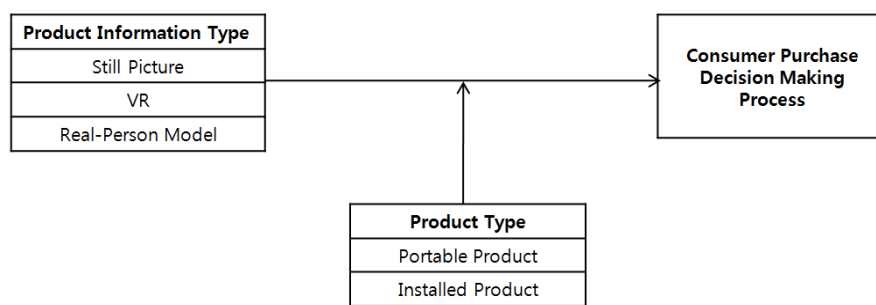 Product Information Type
Still Picture
VR
Real-Person Model
Consumer Purchase
Decision Making
Process
Product Type
Portable Product
Installed Product